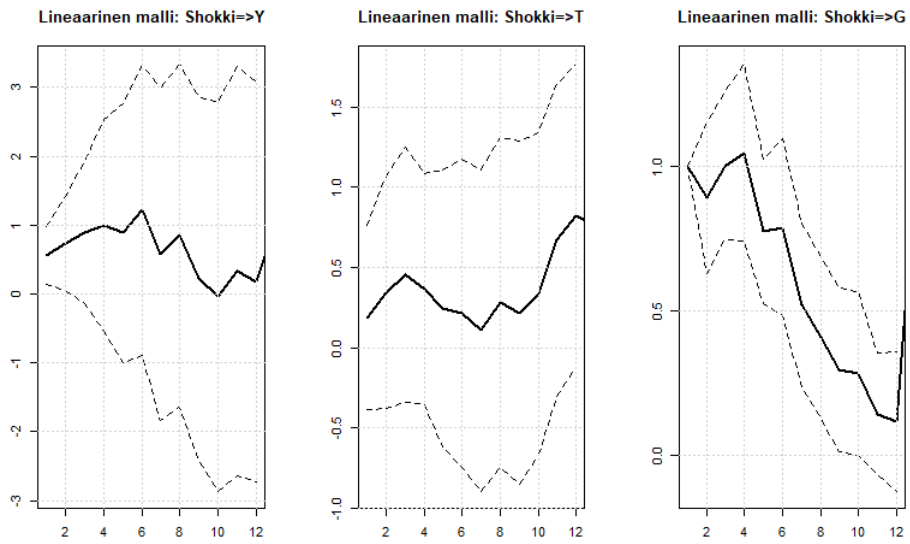 Lineaarinen malli: Shokki=>Y
Lineaarinen malli: Shokki=>T
Lineaarinen malli: Shokki=>G
3
2
1
0
-1
-2
-3
2 4 6 8 10 12
1.5
1.0
0.5
0.0
-0.5
-1.0
2 4 6 8 10 12
1.0
0.5
0.0
2 4 6 8 10 12